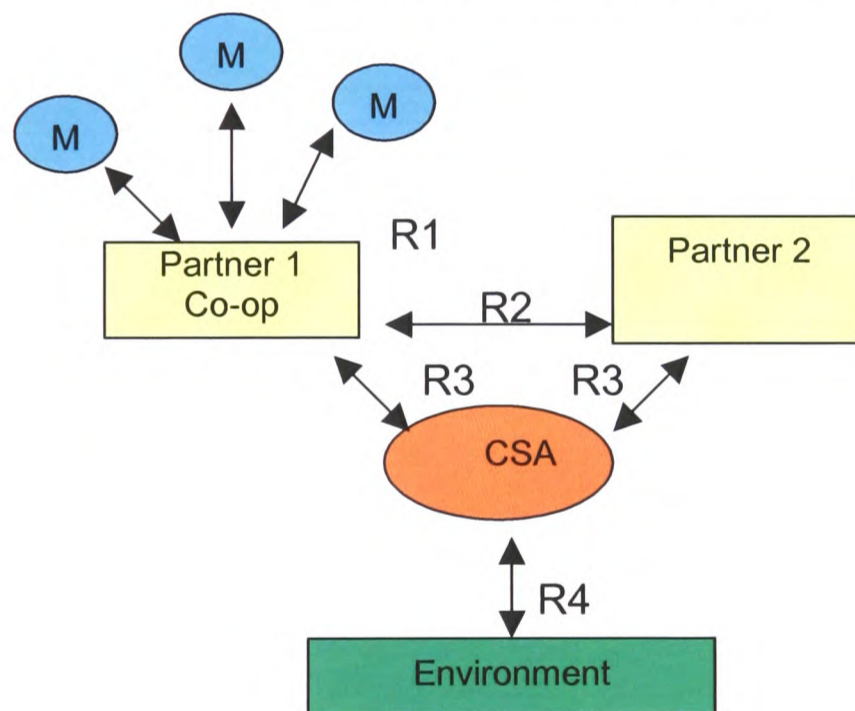 M
M
M
R1
Partner 1
Co-op
Partner 2
R2
R3
R3
CSA
R4
Environment